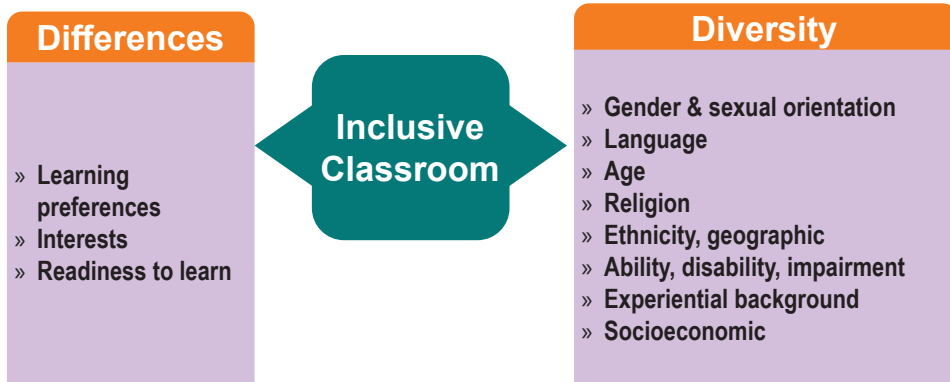 Differences
» Learning
preferences
» Interests
» Readiness to learn
Inclusive
Classroom
Diversity
» Gender & sexual orientation
» Language
» Age
» Religion
» Ethnicity, geographic
» Ability, disability, impairment
» Experiential background
» Socioeconomic